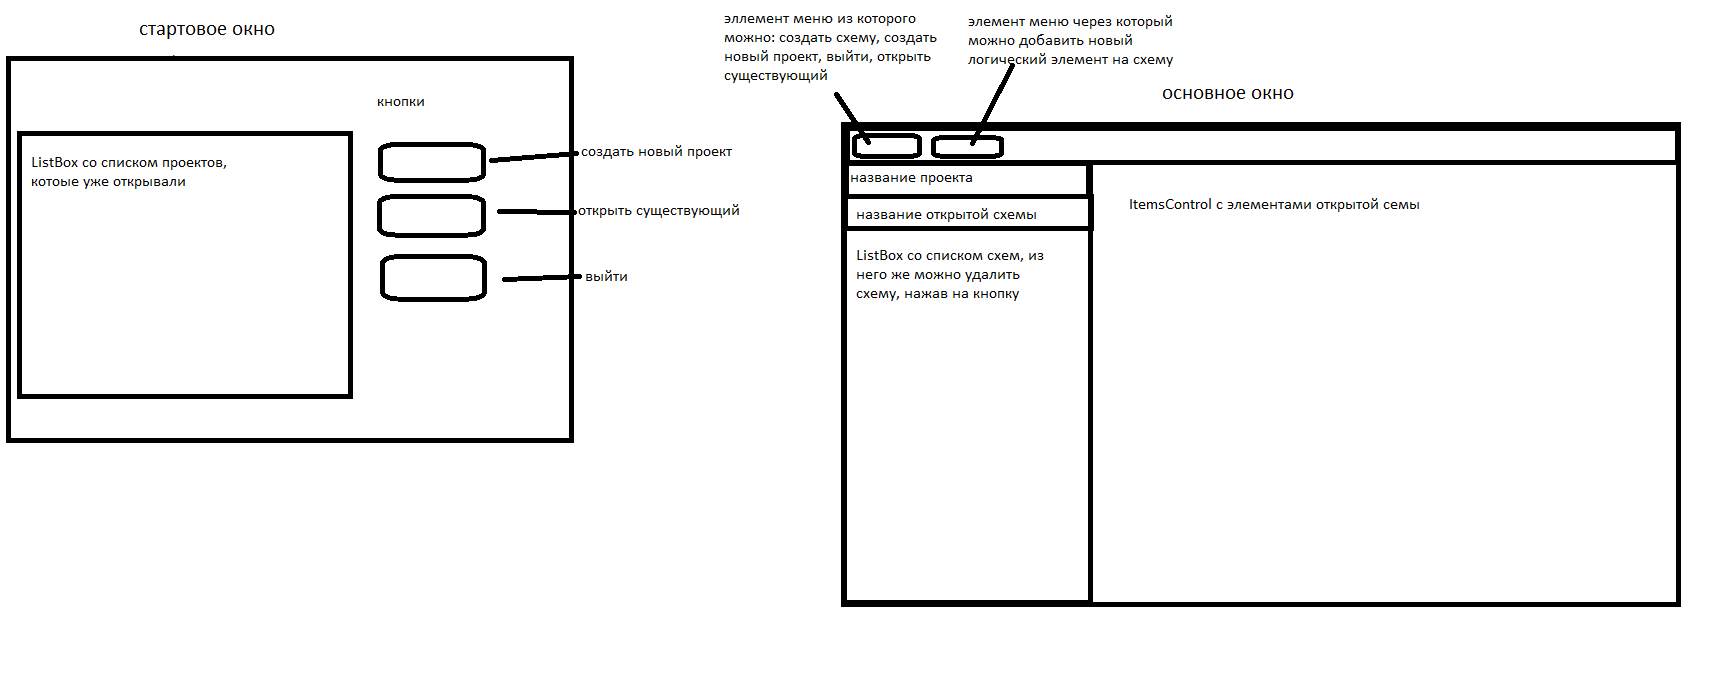 стартовое окно
кнопки
ListBox со списком проектов,
котоые уже открывали
создать новый проект
открыть существующий
выйти
эллемент меню из которого
можно: создать схему, создать
новый проект, выйти, открыть
существующий
элемент меню через который
можно добавить новый
логический элемент на схему
основное окно
название проекта
название открытой схемы
ListBox со списком схем, из
него же можно удалить
схему, нажав на кнопку
ItemsControl с элементами открытой семы